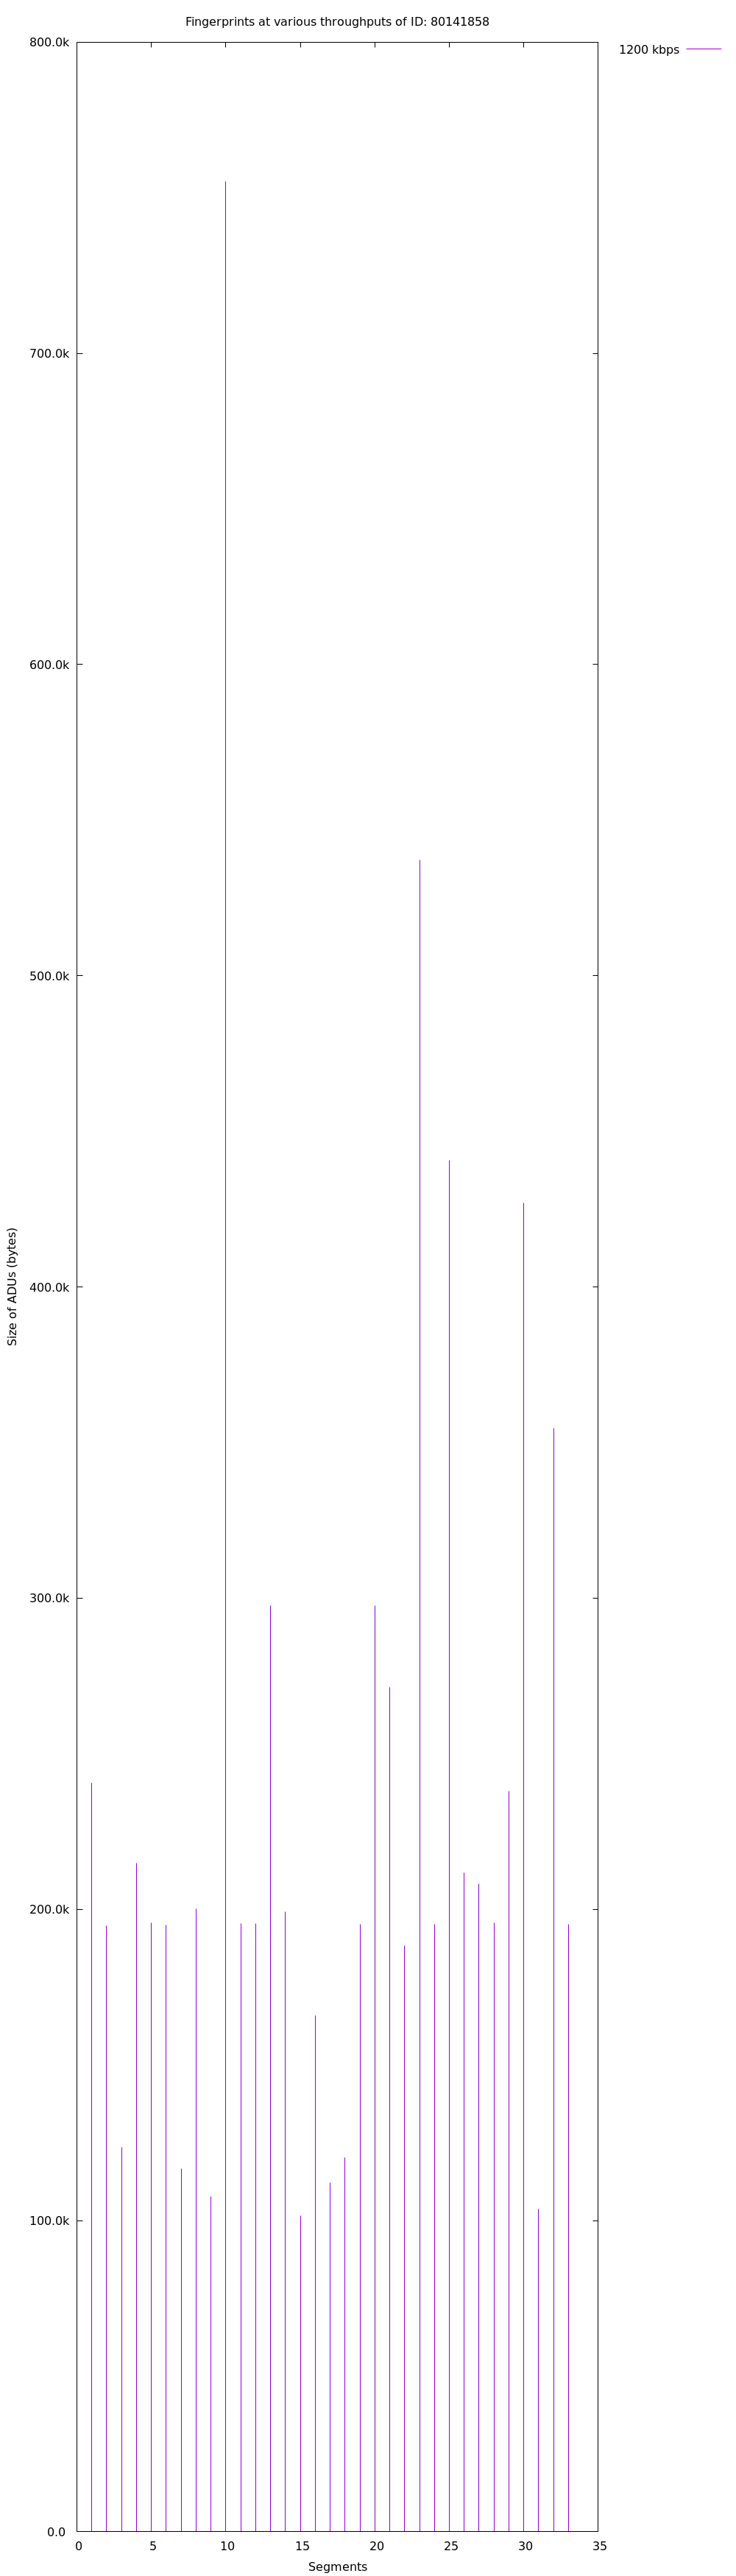 Fingerprints at various throughputs of ID: 80141858
1200 kbps
800.0k
700.0k
600.0k
500.0k
400.0k
300.0k
200.0k
100.0k
0.0
Size of ADUs (bytes)
0 5 10 15 20 25 30 35
Segments